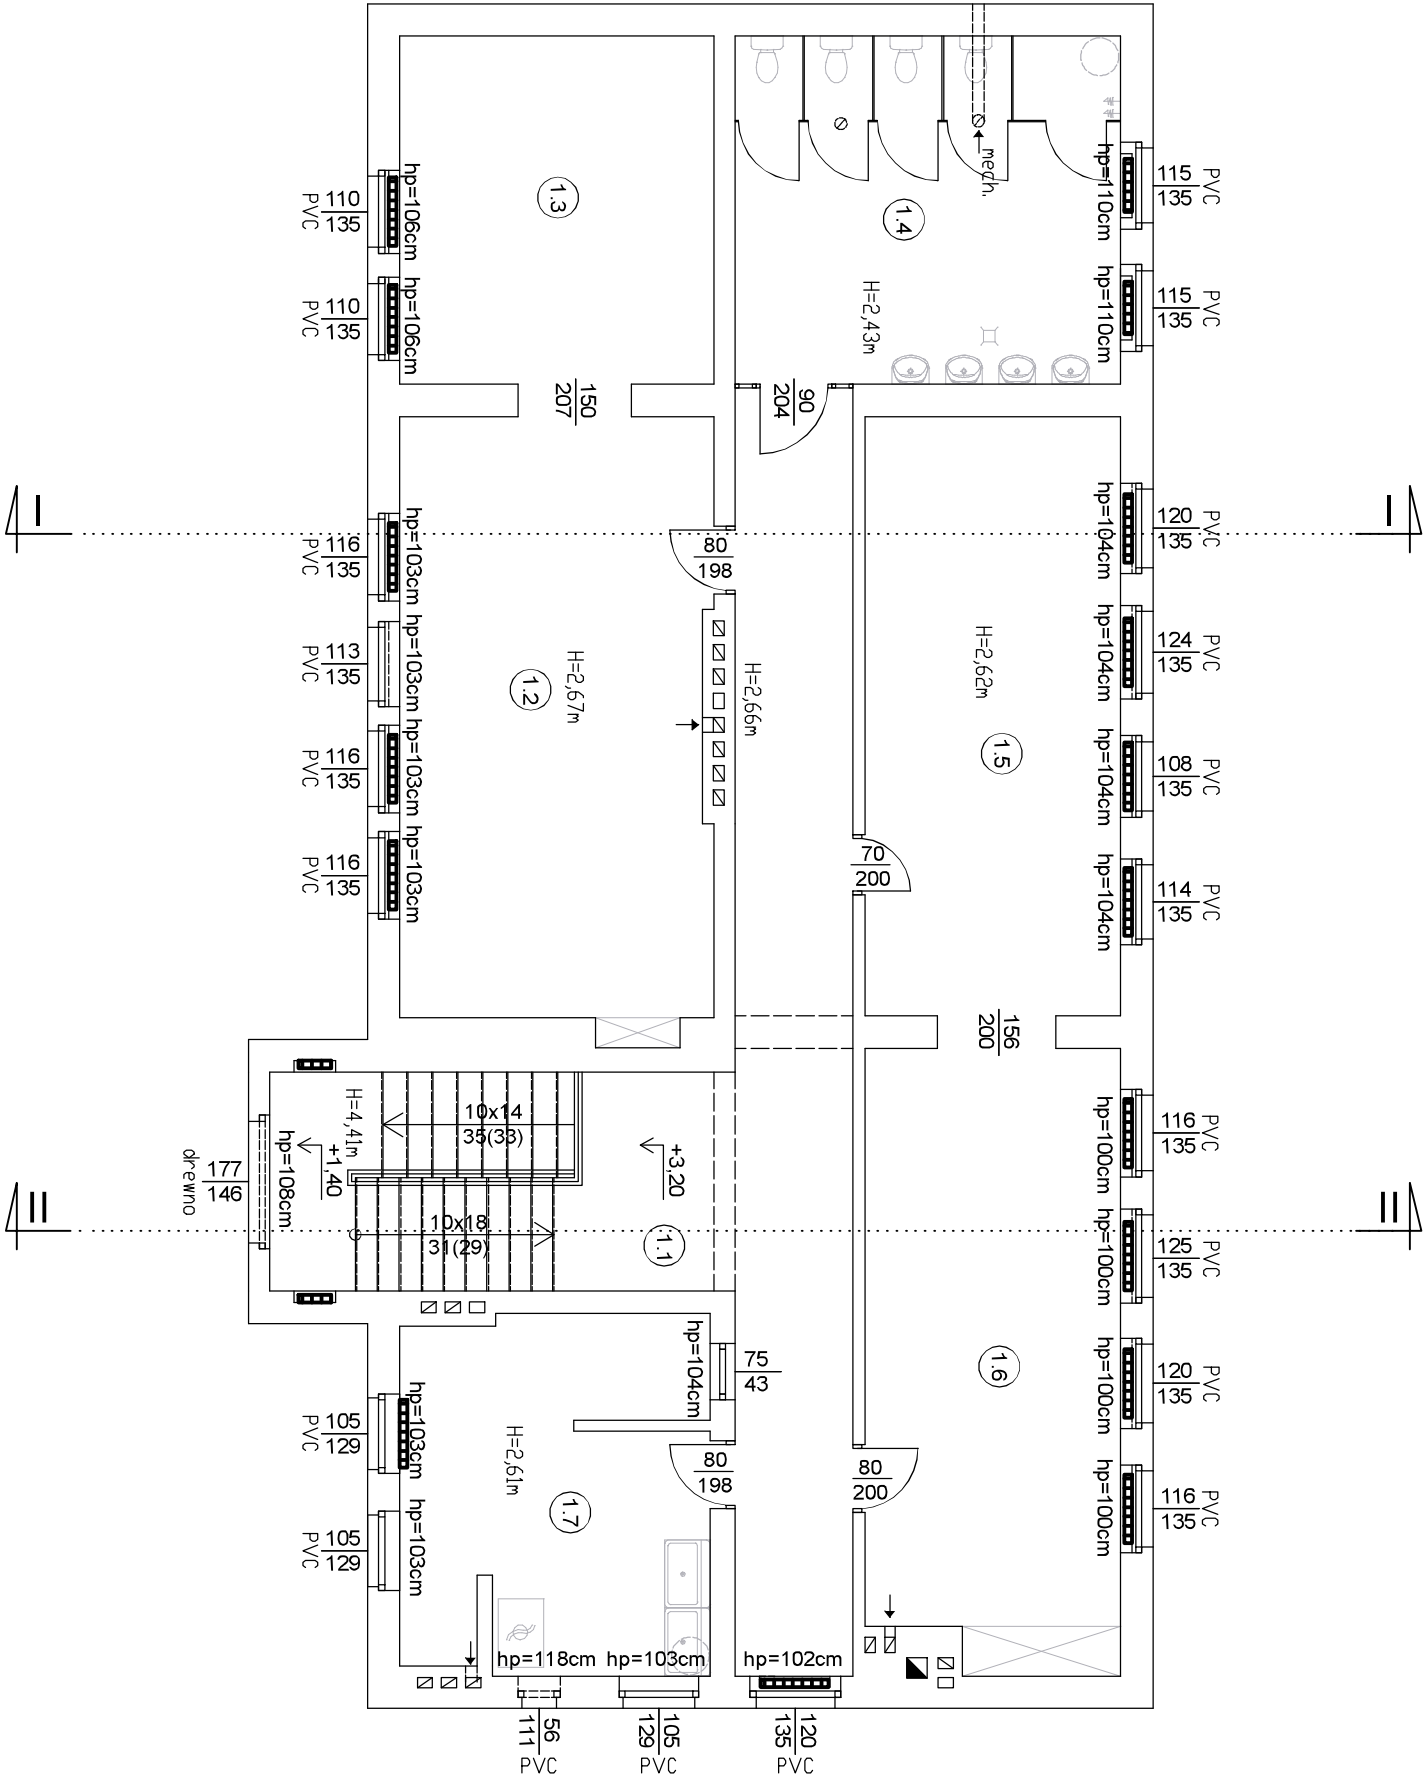 mech.
hp=110cm
115
135
PVC
hp=106cm
110
135
PVC
1.3
1.4
hp=110cm
115
135
PVC
hp=106cm
110
135
PVC
H=2,43m
150
207
90
204
I
I
hp=104cm
120
135
PVC
hp=103cm
116
135
PVC
80
198
hp=103cm
113
135
PVC
H=2,67m
1.2
H=2,66m
H=2,62m
hp=104cm
124
135
PVC
hp=103cm
116
135
PVC
1.5
hp=104cm
108
135
PVC
hp=103cm
116
135
PVC
70
200
hp=104cm
114
135
PVC
156
200
H=4,41m
10x14
35(33)
hp=100cm
116
135
PVC
drewno
177
146
hp=108cm
+1,40
+3,20
II
II
10x18
31(29)
1.1
hp=100cm
125
135
PVC
hp=104cm
75
43
1.6
hp=100cm
120
135
PVC
hp=103cm
105
129
PVC
H=2,61m
80
198
80
200
1.7
hp=100cm
116
135
PVC
hp=103cm
105
129
PVC
hp=118cm
hp=103cm
hp=102cm
56
111
PVC
105
129
PVC
120
135
PVC